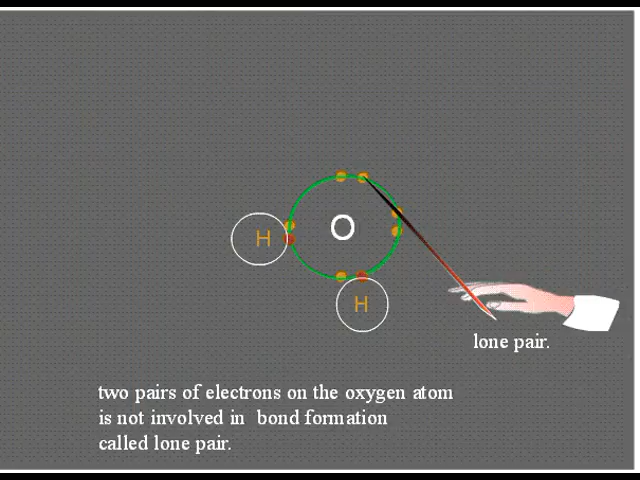 O
H
H
lone pair.
two pairs of electrons on the oxygen atom
is not involved in  bond formation
called lone pair.